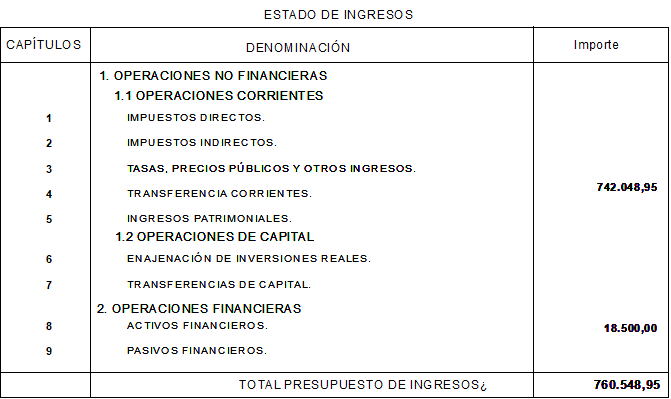 ESTADO DE INGRESOS
CAPÍTULOS DENOMINACIÓN Importe
1. OPERACIONES NO FINANCIERAS
1.1 OPERACIONES CORRIENTES
1 IMPUESTOS DIRECTOS.
2 IMPUESTOS INDIRECTOS.
3 TASAS, PRECIOS PÚBLICOS Y OTROS INGRESOS.
4 TRANSFERENCIA CORRIENTES. 742.048,95
5 INGRESOS PATRIMONIALES.
1.2 OPERACIONES DE CAPITAL
6 ENAJENACIÓN DE INVERSIONES REALES.
7 TRANSFERENCIAS DE CAPITAL.
2. OPERACIONES FINANCIERAS
8 ACTIVOS FINANCIEROS. 18.500,00
9 PASIVOS FINANCIEROS.
TOTAL PRESUPUESTO DE INGRESOS¿ 760.548,95